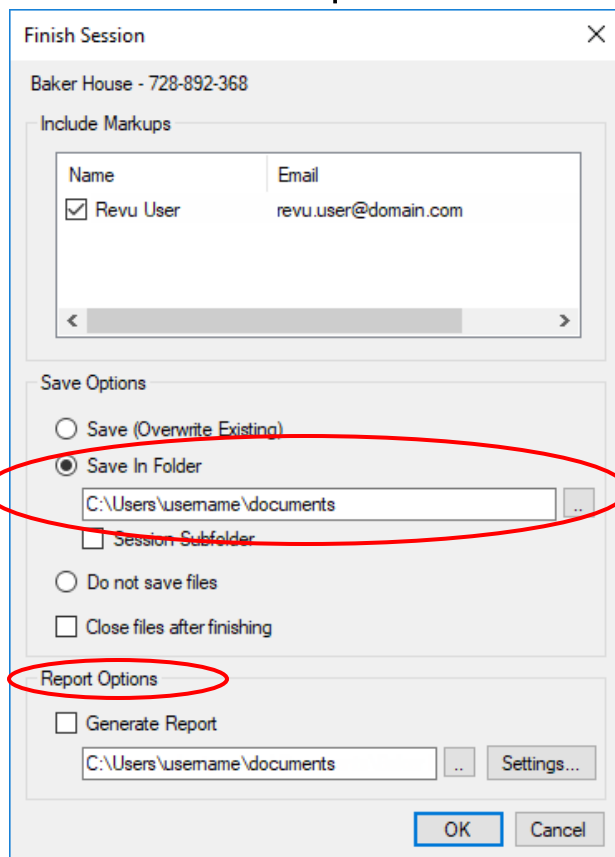 Finish Session
Baker House - 728-892-368
Include Markups
Name Email
Revu User revu.user@domain.com
Save Options
Save (Overwrite Existing)
Save In Folder
C:\Users\username\documents ..
Session Subfolder
Do not save files
Close files after finishing
Report Options
Generate Report
C:\Users\username\documents .. Settings...
OK Cancel